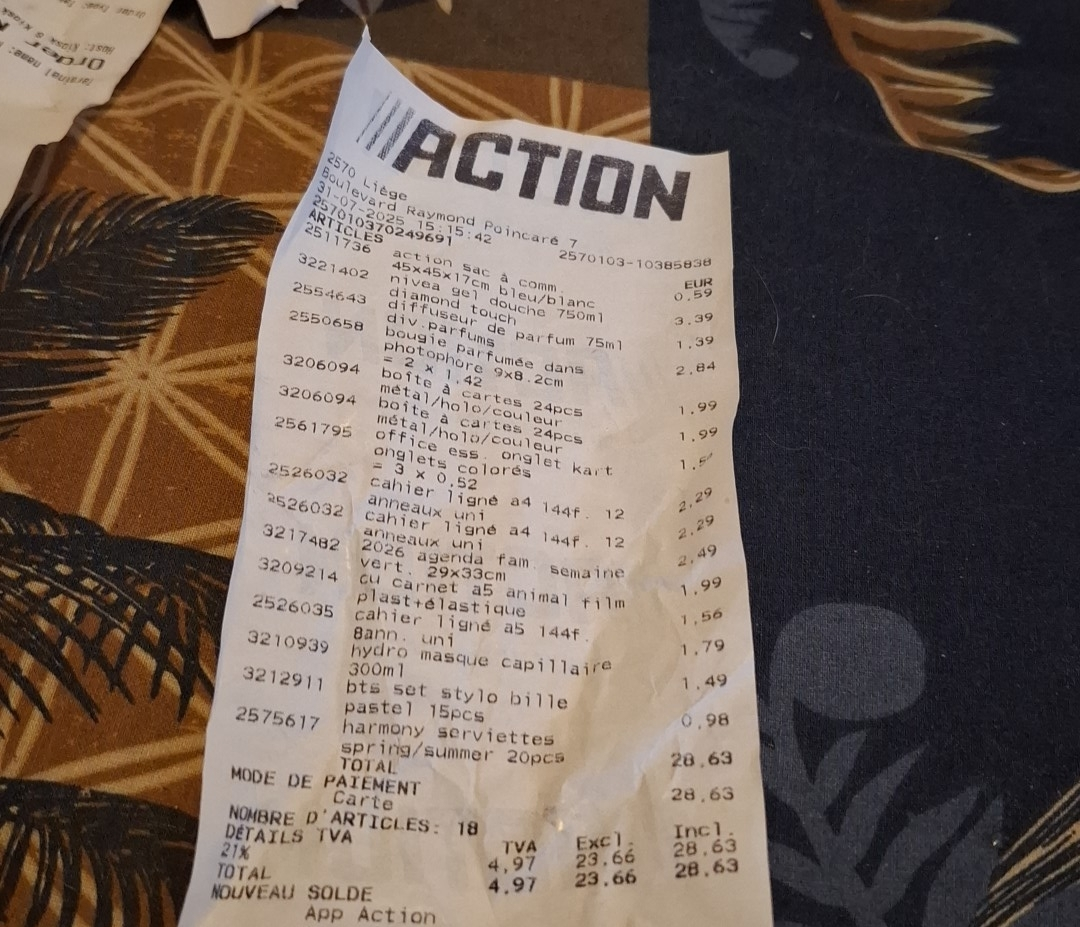 ACTION
2570 Liège
Boulevard Raymond Poincaré 7
31-07-2025 15:15:42
257010370249691 2570103-10385838
ARTICLES EUR
2511736 action sac à comm. 0.59
45x45x17cm bleu/blanc
3221402 nivea gel douche 750ml 3.39
diamond touch
2554643 diffuseur de parfum 75ml 1.39
div.parfums
2550658 bougie parfumée dans 2.84
photophore 9x8.2cm
= 2 x 1.42
3206094 boîte à cartes 24pcs 1.99
métal/holo/couleur
3206094 boîte à cartes 24pcs 1.99
métal/holo/couleur
2561795 office ess. onglet kart
onglets colorés
= 3 x 0,52
2526032 cahier ligné a4 144f. 12 2,29
anneaux uni
2526032 cahier ligné a4 144f. 12 2.29
anneaux uni
3217482 2026 agenda fam. semaine 2,49
vert. 29x33cm
3209214 cu carnet a5 animal film 1,99
plast+élastique
2526035 cahier ligné a5 144f. 1,56
8ann. uni
3210939 hydro masque capillaire 1,79
300ml
3212911 bts set stylo bille 1.49
pastel 15pcs
2575617 harmony serviettes 0.98
spring/summer 20pcs
TOTAL 28.63
MODE DE PAIEMENT
Carte 28.63
NOMBRE D'ARTICLES: 18
DÉTAILS TVA TVA Excl. Incl.
21% 4,97 23.66 28.63
TOTAL 4.97 23.66 28.63
NOUVEAU SOLDE
App Action